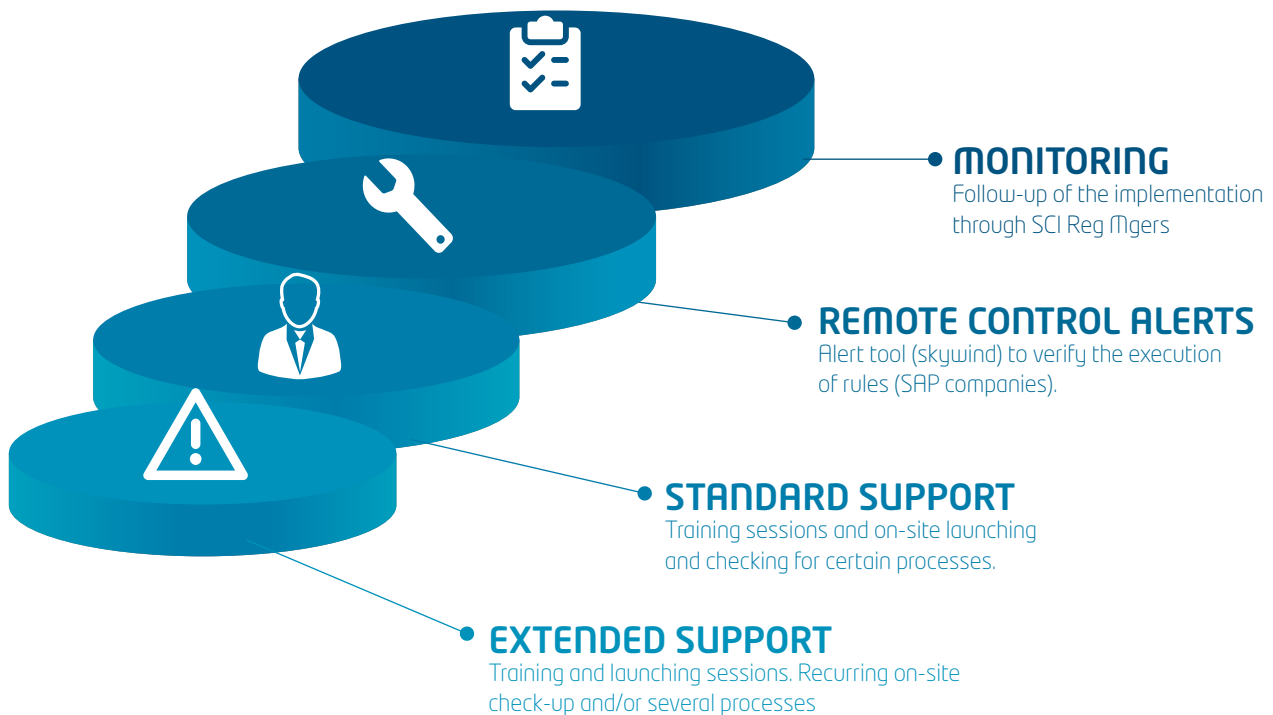 MONITORING
Follow-up of the implementation
through SCI Reg Mgers
REMOTE CONTROL ALERTS
Alert tool (skywind) to verify the execution
of rules (SAP companies).
STANDARD SUPPORT
Training sessions and on-site launching
and checking for certain processes.
EXTENDED SUPPORT
Training and launching sessions. Recurring on-site
check-up and/or several processes